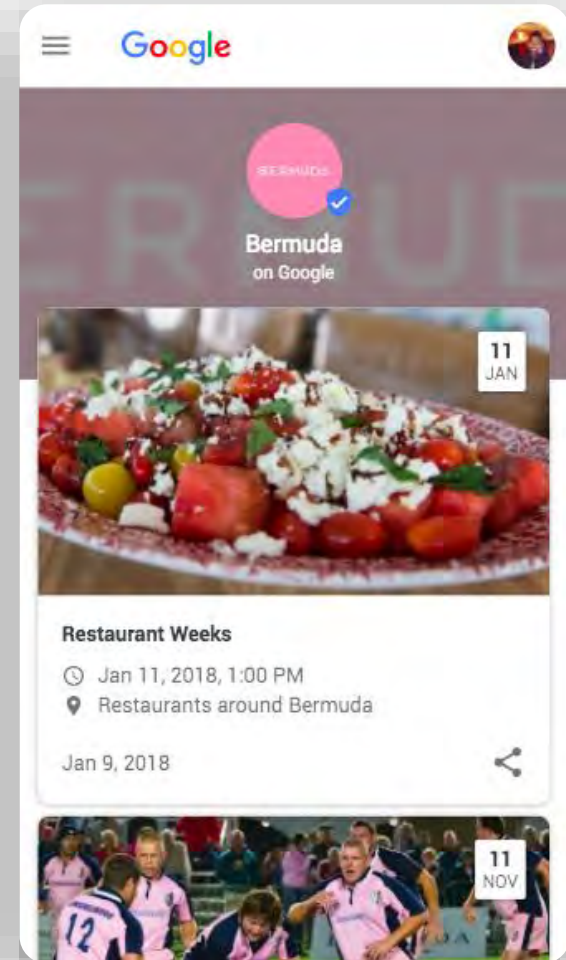 Google
BERMUDA
Bermuda
on Google
11
JAN
Restaurant Weeks
Jan 11, 2018, 1:00 PM
Restaurants around Bermuda
Jan 9, 2018
11
NOV
12